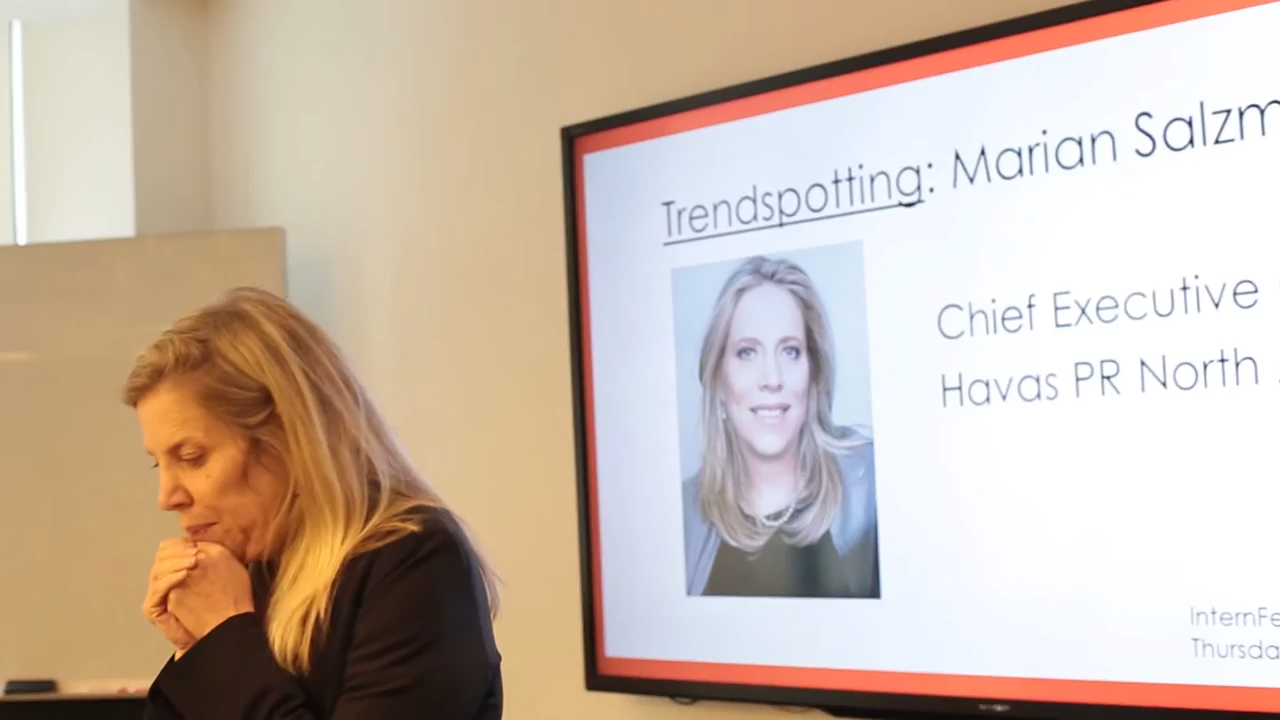 Trendspotting: Marian Salzm
Chief Executive
Havas PR North
InternFe
Thursda